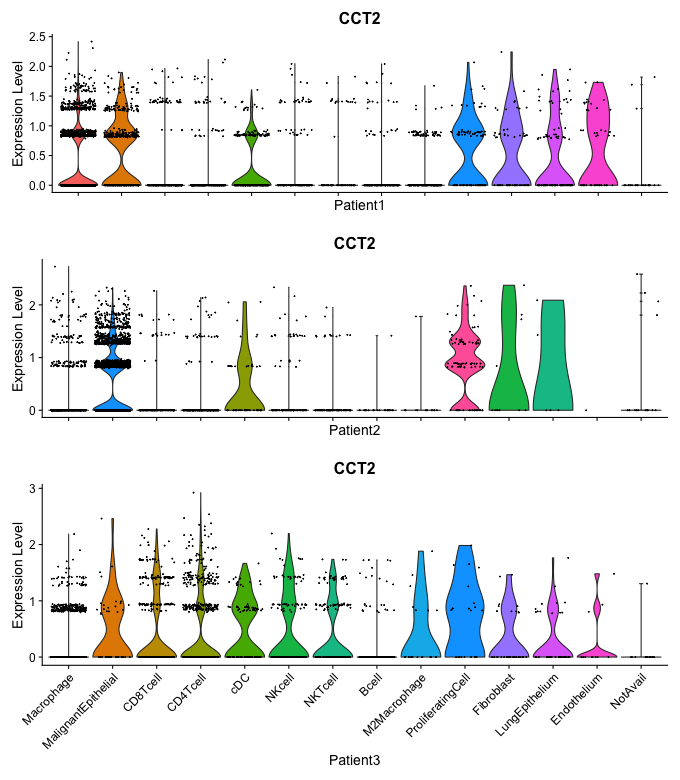 CCT2
Expression Level
2.5
2.0
1.5
1.0
0.5
0.0
Patient1
CCT2
Expression Level
2
1
0
Patient2
CCT2
Expression Level
3
2
1
0
Macrophage
MalignantEpithelial
CD8Tcell
CD4Tcell
cDC
NKcell
NKTcell
Bcell
M2Macrophage
ProliferatingCell
Fibroblast
LungEpithelium
Endothelium
NotAvail
Patient3